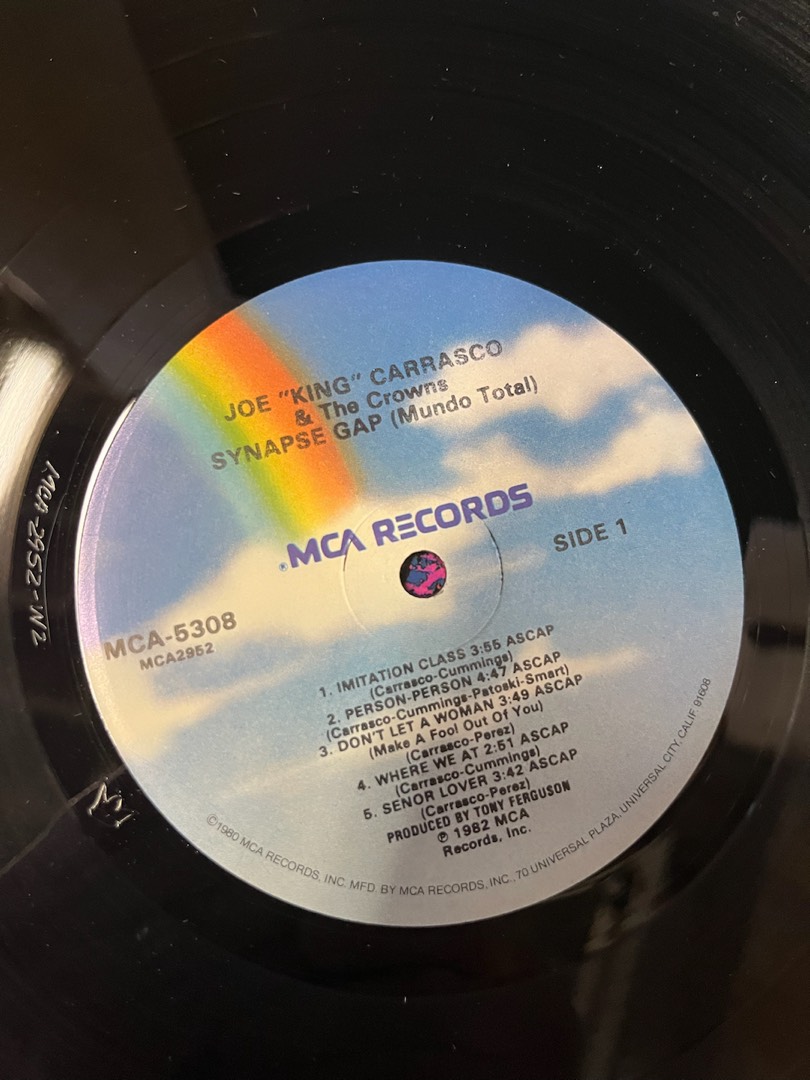 JOE "KING" CARRASCO
& The Crowns
SYNAPSE GAP (Mundo Total)
®MCA RECORDS
SIDE 1
MCA-5308
MCA2952
1. IMITATION CLASS 3:55 ASCAP
(Carrasco-Cummings)
2. PERSON-PERSON 4:47 ASCAP
(Carrasco-Cummings-Patoski-Smart)
3. DON'T LET A WOMAN 3:49 ASCAP
(Make A Fool Out Of You)
(Carrasco-Perez)
4. WHERE WE AT 2:51 ASCAP
(Carrasco-Cummings)
5. SENOR LOVER 3:42 ASCAP
(Carrasco-Perez)
PRODUCED BY TONY FERGUSON
℗ 1982 MCA
Records, Inc.
©1980 MCA RECORDS, INC. MFD. BY MCA RECORDS, INC., 70 UNIVERSAL PLAZA, UNIVERSAL CITY, CALIF. 91608
MCA 2952-W2